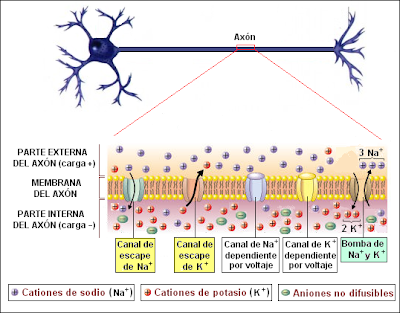 Axón
PARTE EXTERNA
DEL AXÓN (carga +)
MEMBRANA
DEL AXÓN
PARTE INTERNA
DEL AXÓN (carga −)
3 Na⁺
2 K⁺
Canal de
escape
de Na⁺
Canal de
escape
de K⁺
Canal de Na⁺
dependiente
por voltaje
Canal de K⁺
dependiente
por voltaje
Bomba de
Na⁺ y K⁺
Cationes de sodio (Na⁺)
Cationes de potasio (K⁺)
Aniones no difusibles